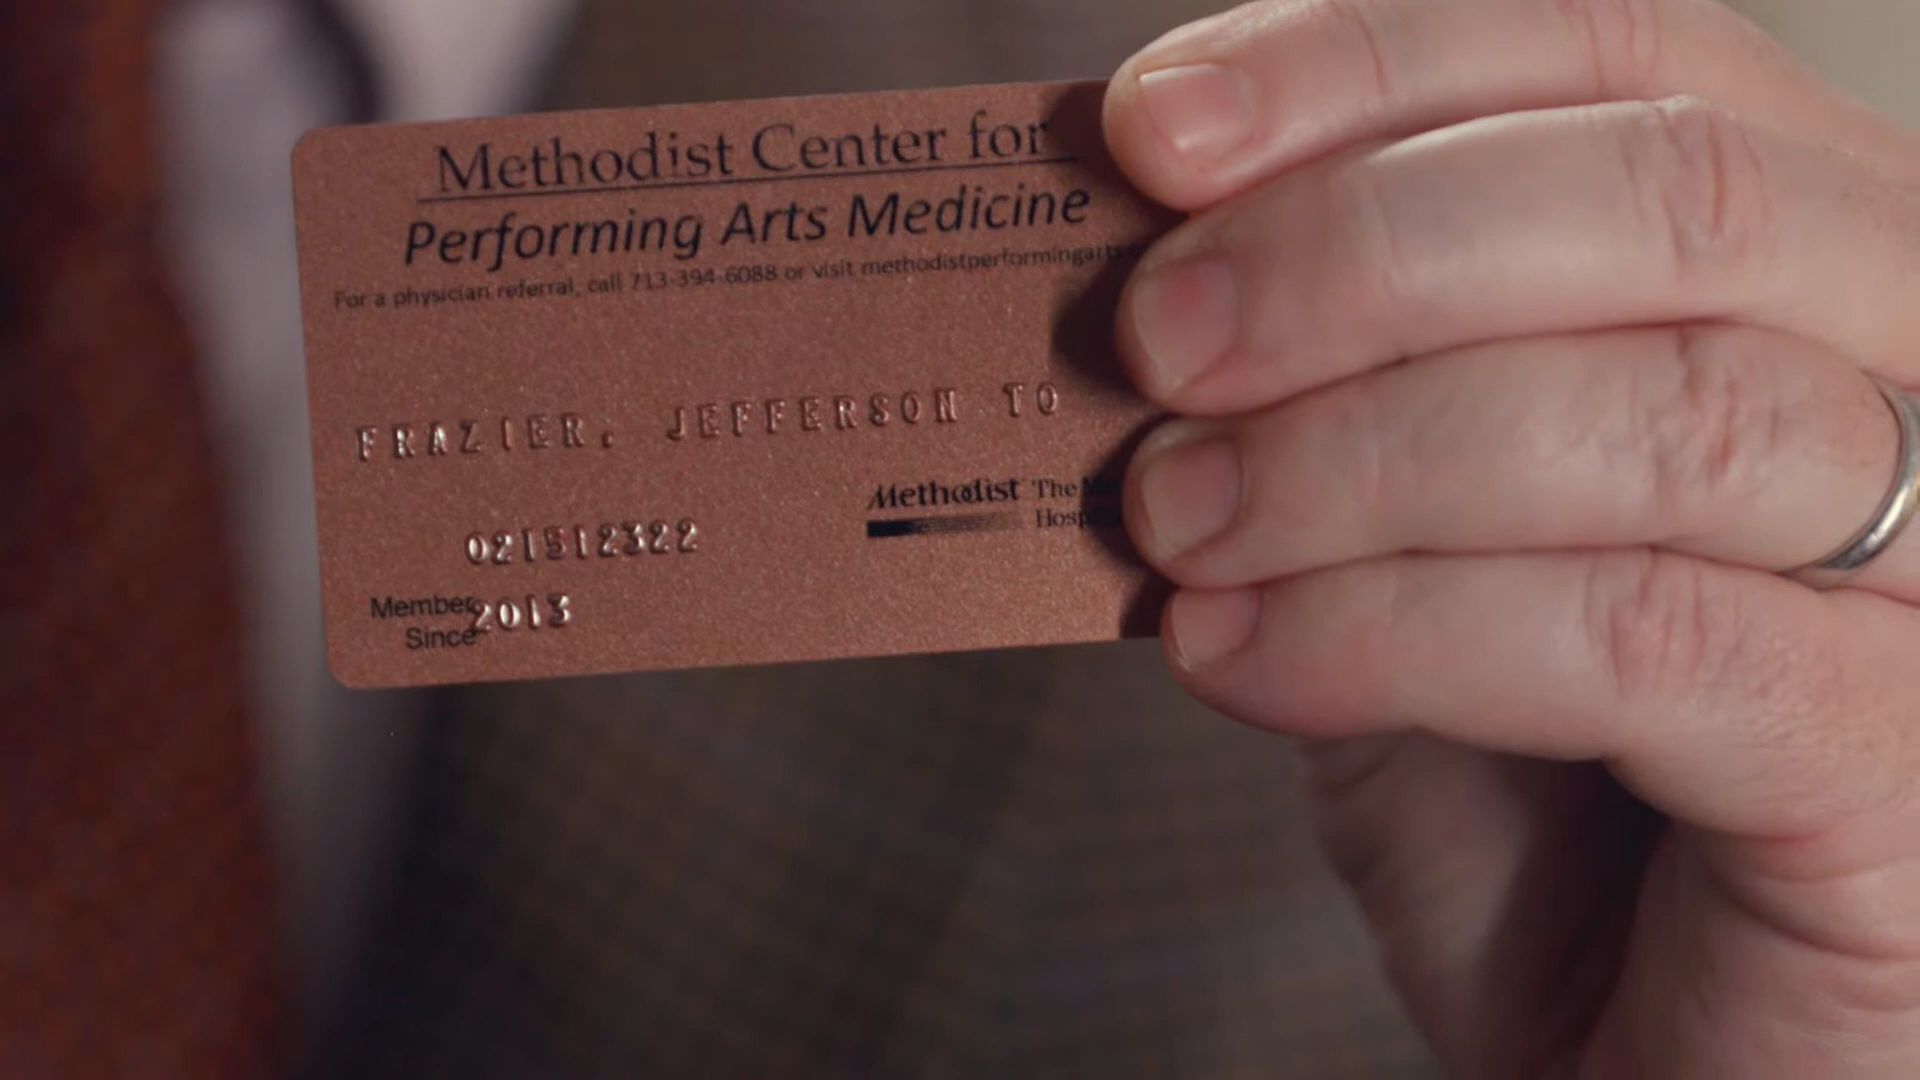 Methodist Center for
Performing Arts Medicine
For a physician referral, call 713-394-6088 or visit methodistperformingarts
FRAZIER, JEFFERSON TO
Methodist The
Hosp
021512322
Member
Since 2013